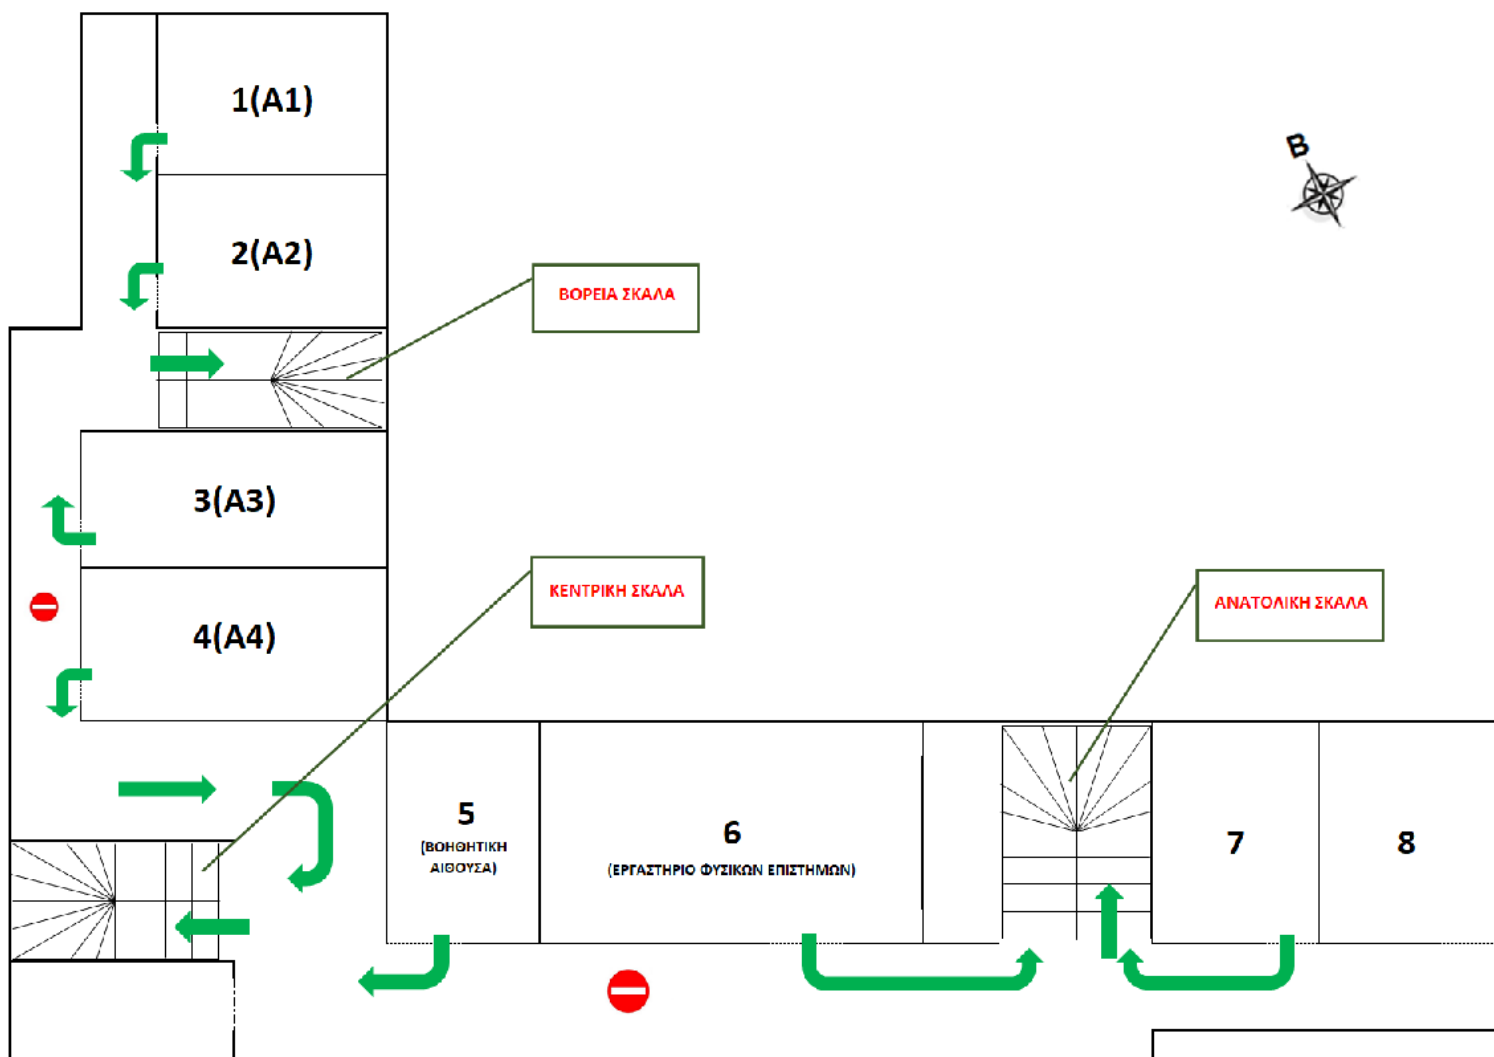 1(A1)
B
2(A2)
ΒΟΡΕΙΑ ΣΚΑΛΑ
3(A3)
ΚΕΝΤΡΙΚΗ ΣΚΑΛΑ
ΑΝΑΤΟΛΙΚΗ ΣΚΑΛΑ
4(A4)
5
(ΒΟΗΘΗΤΙΚΗ
ΑΙΘΟΥΣΑ)
6
(ΕΡΓΑΣΤΗΡΙΟ ΦΥΣΙΚΩΝ ΕΠΙΣΤΗΜΩΝ)
7
8